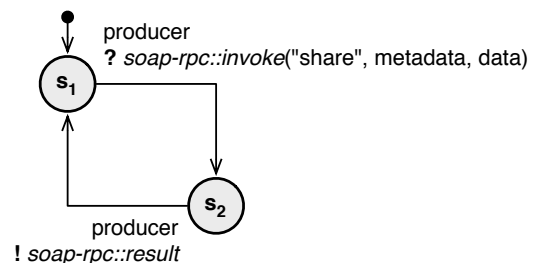 producer
? soap-rpc::invoke("share", metadata, data)
s1
s2
producer
! soap-rpc::result